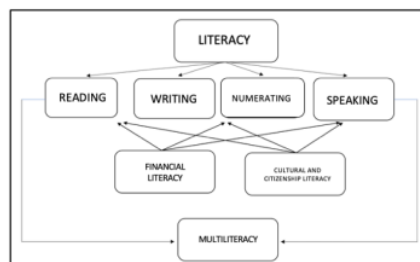 LITERACY
READING
WRITING
NUMERATING
SPEAKING
FINANCIAL
LITERACY
CULTURAL AND
CITIZENSHIP LITERACY
MULTILITERACY